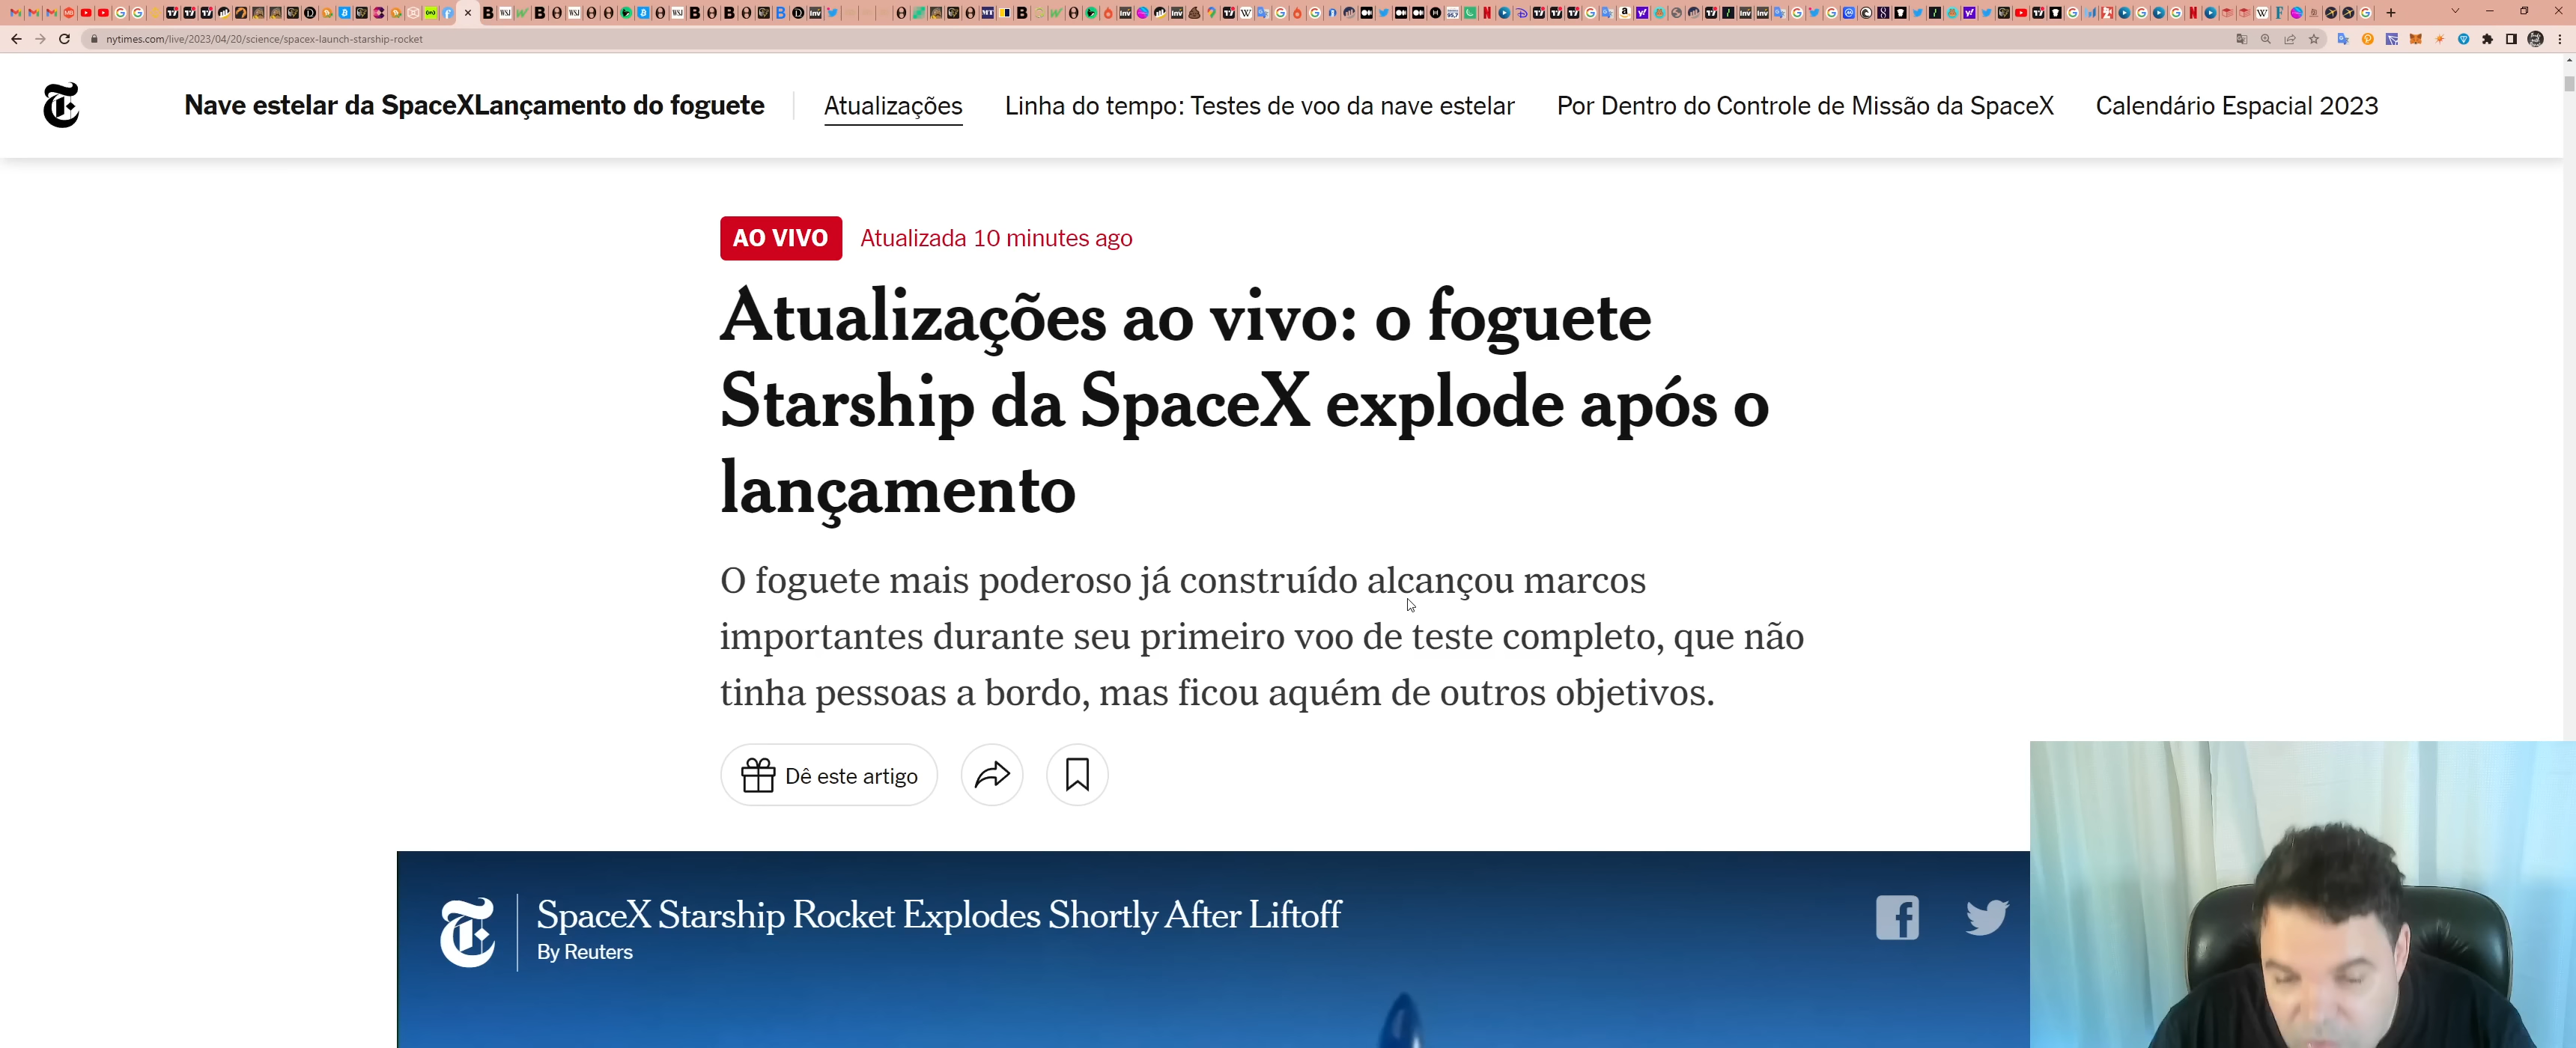 nytimes.com/live/2023/04/20/science/spacex-launch-starship-rocket
Nave estelar da SpaceXLançamento do foguete
Atualizações
Linha do tempo: Testes de voo da nave estelar
Por Dentro do Controle de Missão da SpaceX
Calendário Espacial 2023
AO VIVO Atualizada 10 minutes ago
Atualizações ao vivo: o foguete
Starship da SpaceX explode após o
lançamento
O foguete mais poderoso já construído alcançou marcos
importantes durante seu primeiro voo de teste completo, que não
tinha pessoas a bordo, mas ficou aquém de outros objetivos.
Dê este artigo
SpaceX Starship Rocket Explodes Shortly After Liftoff
By Reuters